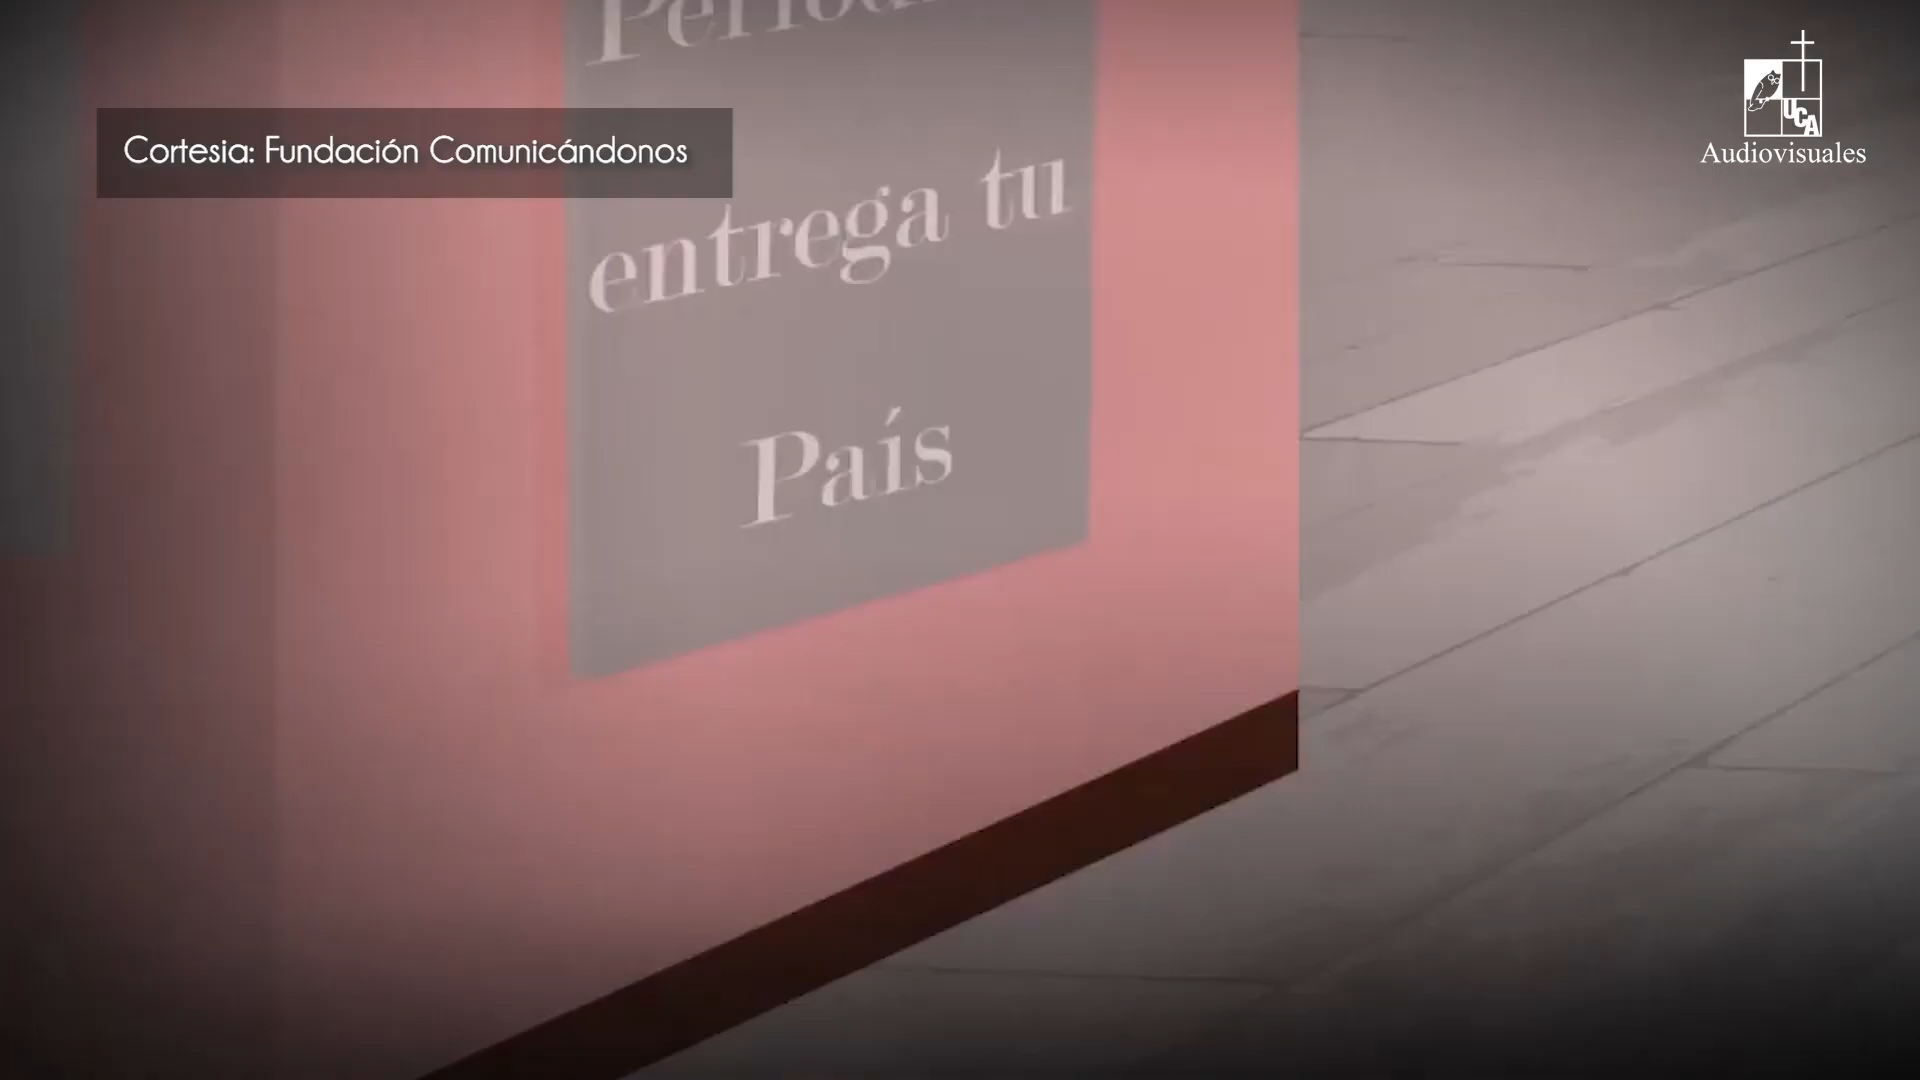 Cortesia: Fundación Comunicándonos
UCA
Audiovisuales
entrega tu
País